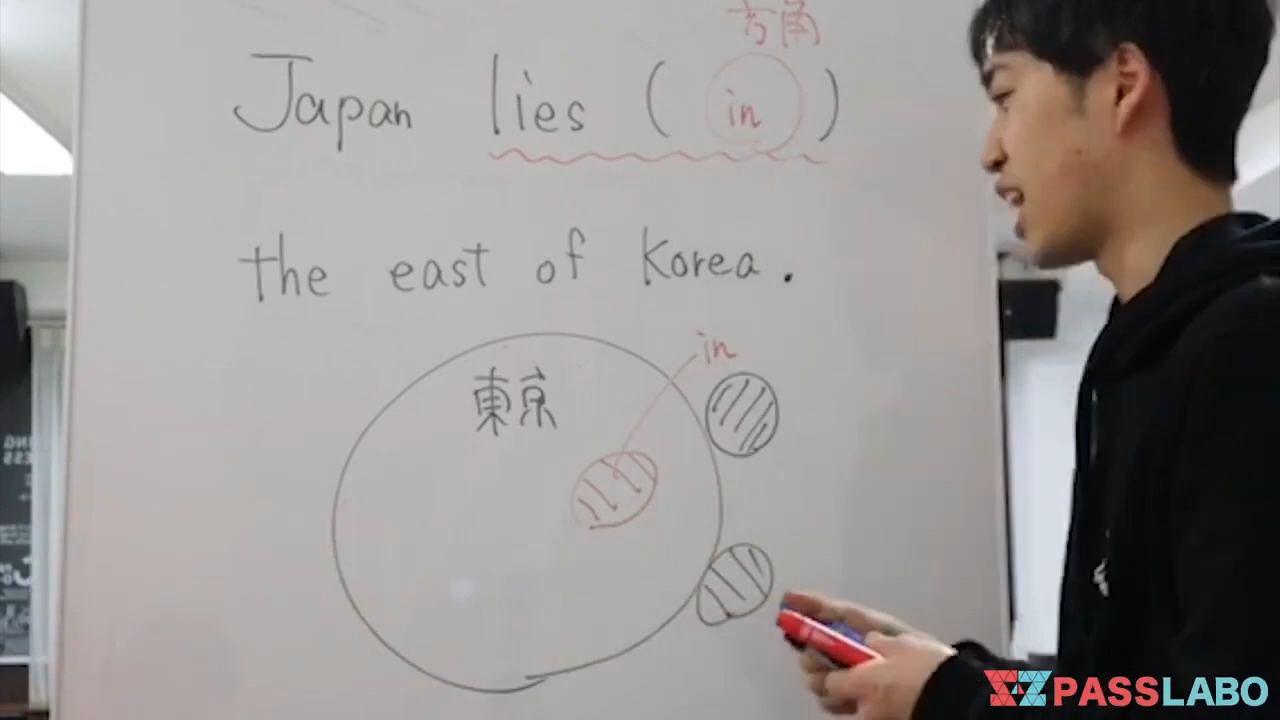 方角
Japan lies ( in )
the east of Korea.
in
東京
PASSLABO